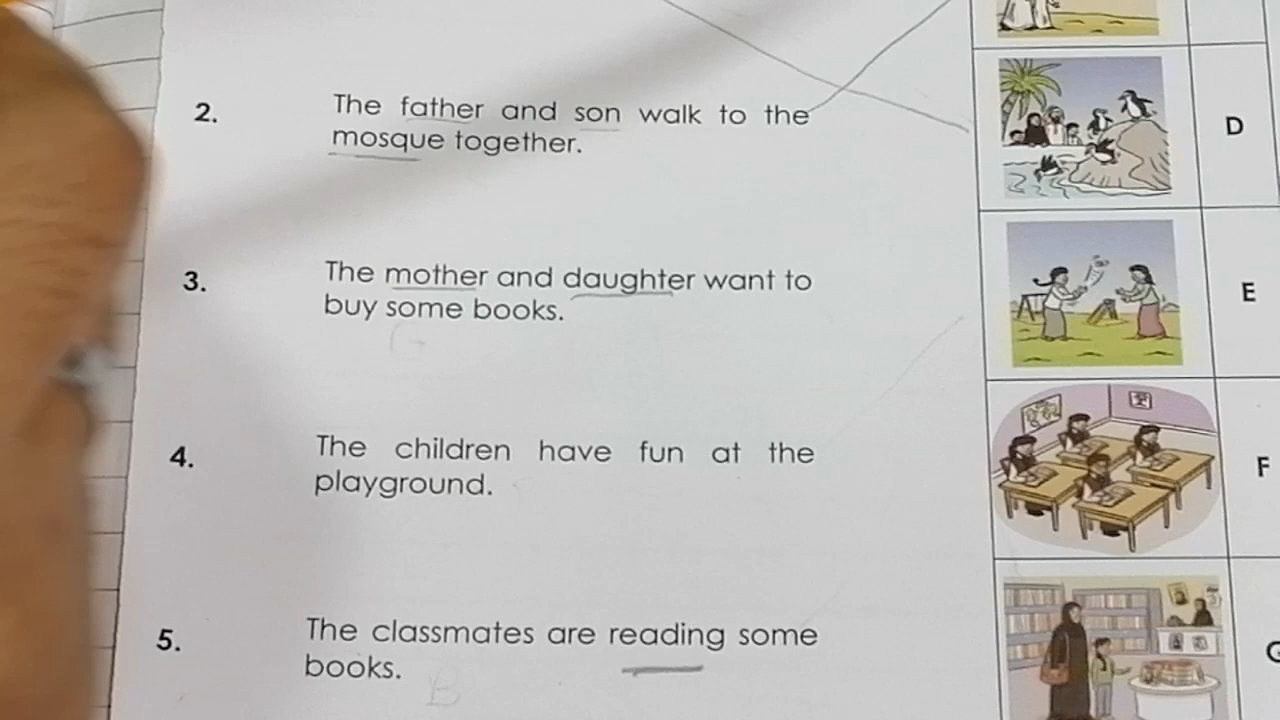 2. The father and son walk to the
mosque together.
D
3. The mother and daughter want to
buy some books.
E
G
4. The children have fun at the
playground.
F
5. The classmates are reading some
books.
B